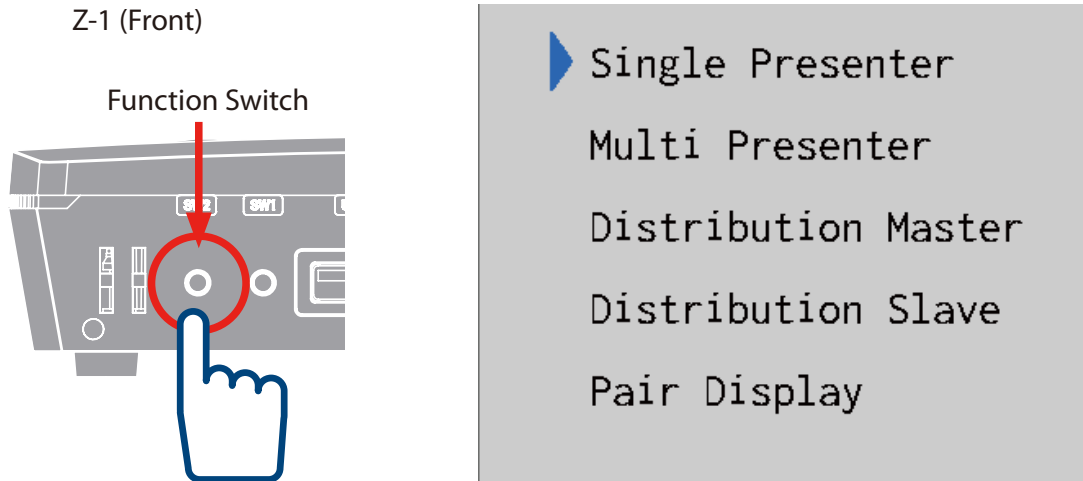 Z-1 (Front)
Function Switch
SW1
Single Presenter
Multi Presenter
Distribution Master
Distribution Slave
Pair Display